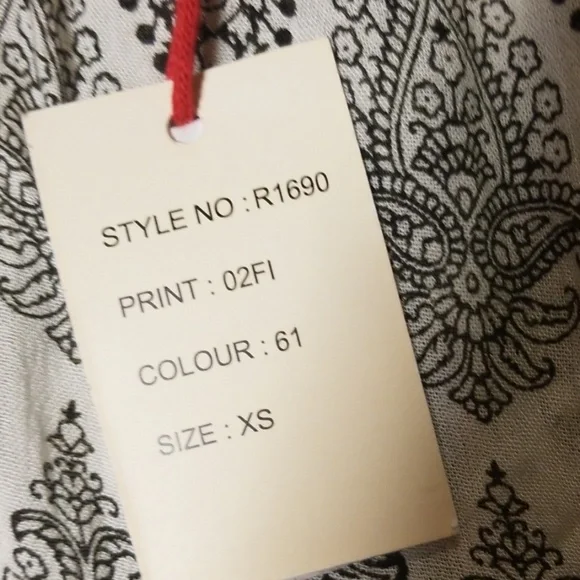 STYLE NO : R1690
PRINT : 02FI
COLOUR : 61
SIZE : XS